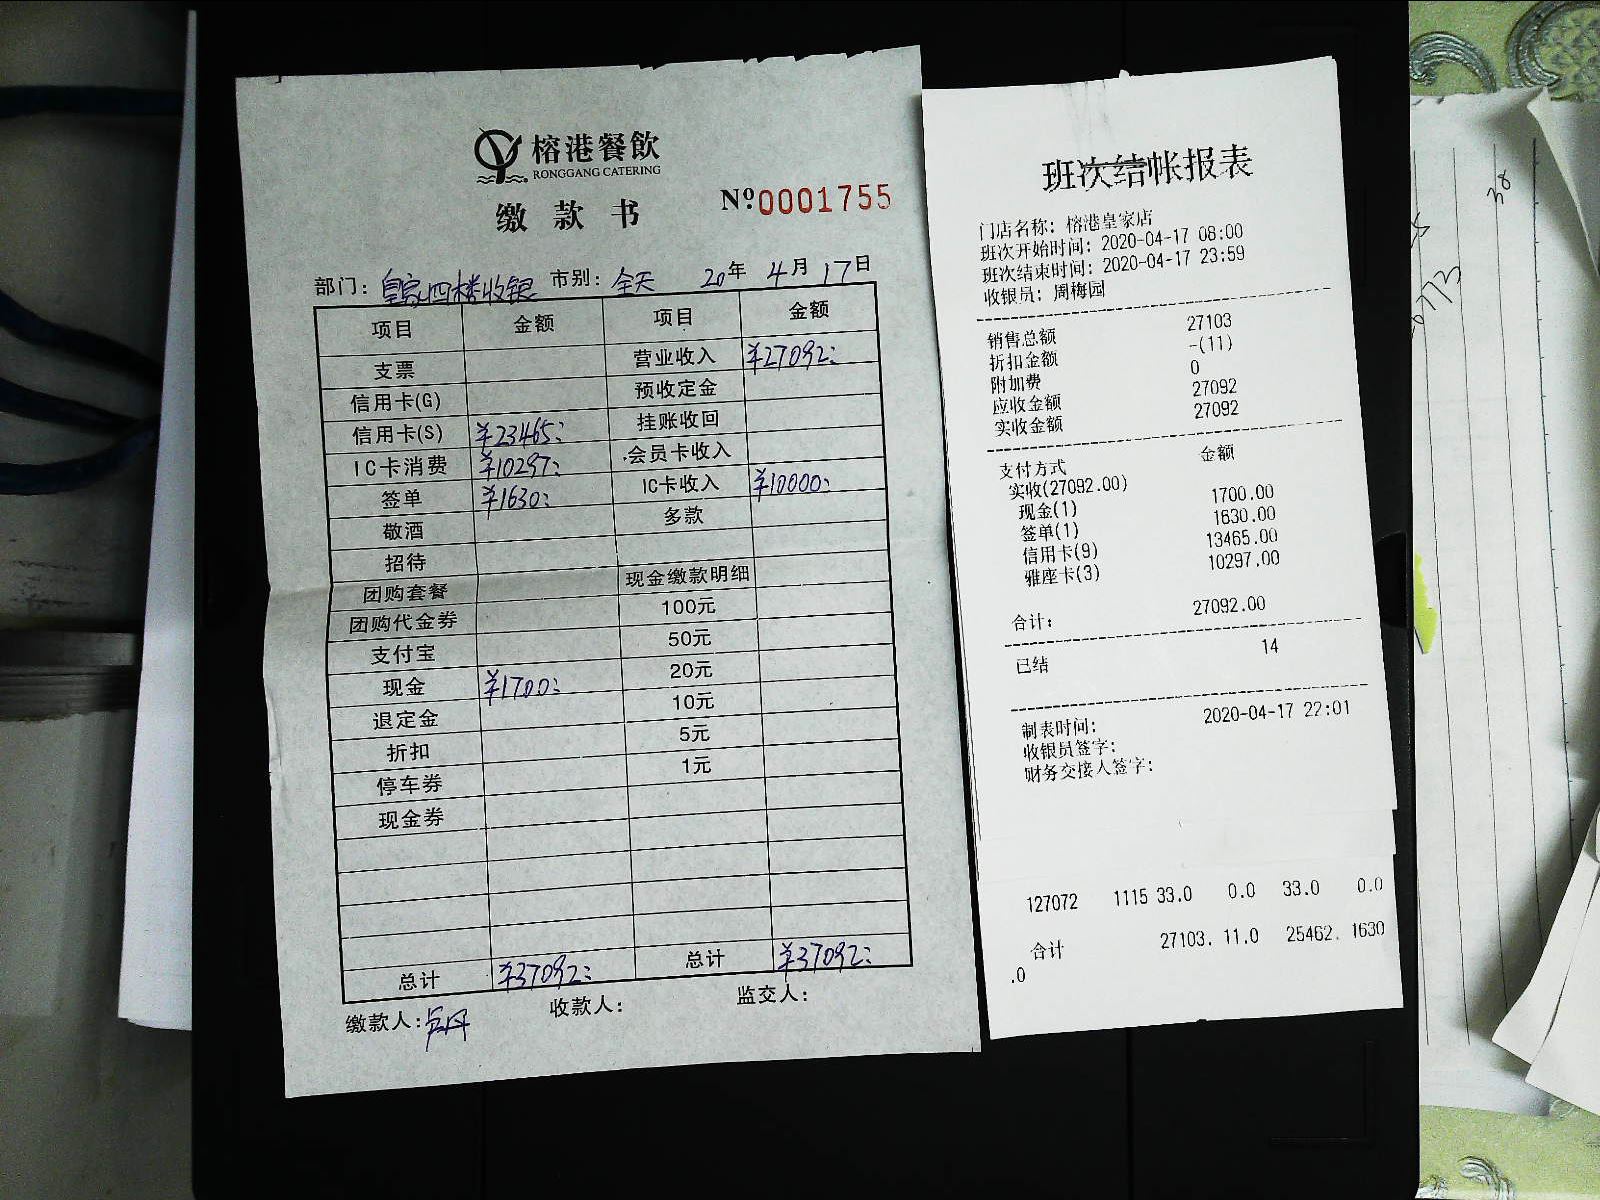 榕港餐飲
RONGGANG CATERING
缴款书
Nº0001755
部门: 皇家四楼收银 市别: 全天 20年 4月 17日
项目 金额 项目 金额
支票 营业收入 ¥27092:
信用卡(G) 预收定金
信用卡(S) ¥23465: 挂账收回
IC卡消费 ¥10297: 会员卡收入
签单 ¥1630: IC卡收入 ¥10000:
敬酒 多款
招待
团购套餐 现金缴款明细
团购代金券 100元
支付宝 50元
现金 ¥1700: 20元
退定金 10元
折扣 5元
停车券 1元
现金券
总计 ¥37092: 总计 ¥37092:
缴款人: 收款人: 监交人:
班次结帐报表
门店名称: 榕港皇家店
班次开始时间: 2020-04-17 08:00
班次结束时间: 2020-04-17 23:59
收银员: 周梅园
销售总额 27103
折扣金额 -(11)
附加费 0
应收金额 27092
实收金额 27092
支付方式 金额
实收(27092.00)
现金(1) 1700.00
签单(1) 1630.00
信用卡(9) 13465.00
雅座卡(3) 10297.00
合计: 27092.00
已结 14
制表时间: 2020-04-17 22:01
收银员签字:
财务交接人签字:
127072 1115 33.0 0.0 33.0 0.0
合计 27103. 11.0 25462. 1630
.0
38